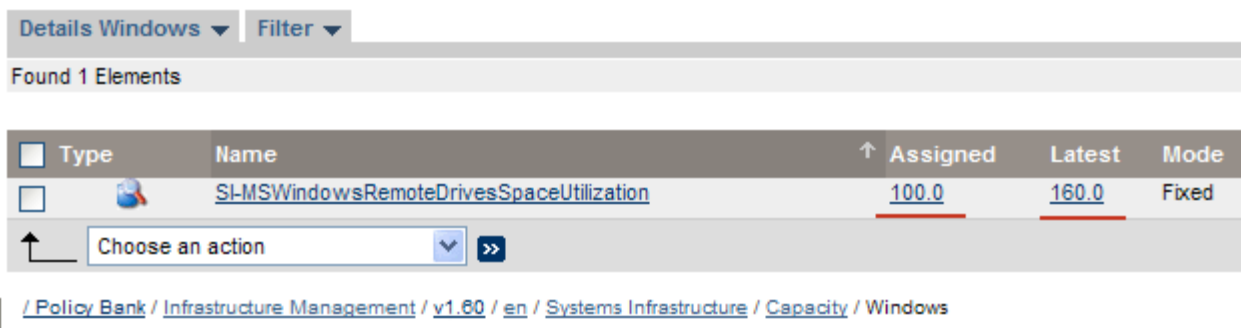 Details Windows Filter
Found 1 Elements
Type Name Assigned Latest Mode
SI-MSWindowsRemoteDrivesSpaceUtilization 100.0 160.0 Fixed
Choose an action
/ Policy Bank / Infrastructure Management / v1.60 / en / Systems Infrastructure / Capacity / Windows